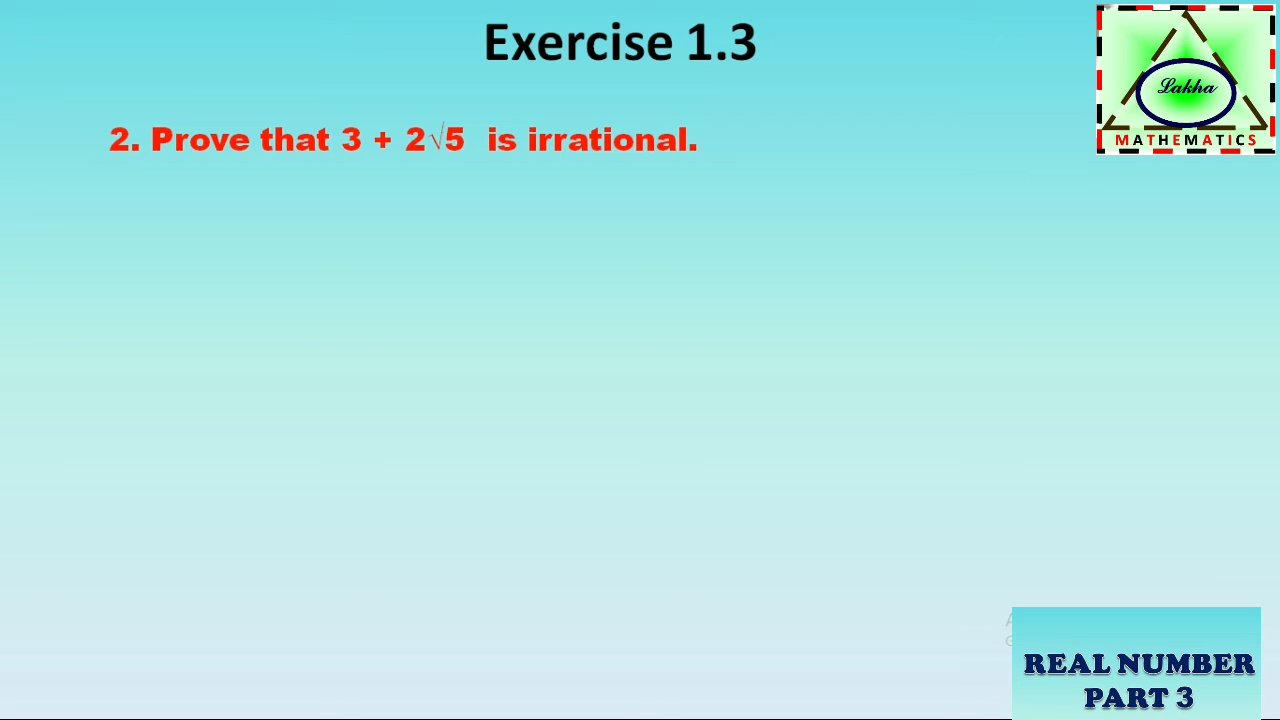 Exercise 1.3
Lakha
MATHEMATICS
2. Prove that 3 + 2√5 is irrational.
REAL NUMBER
PART 3